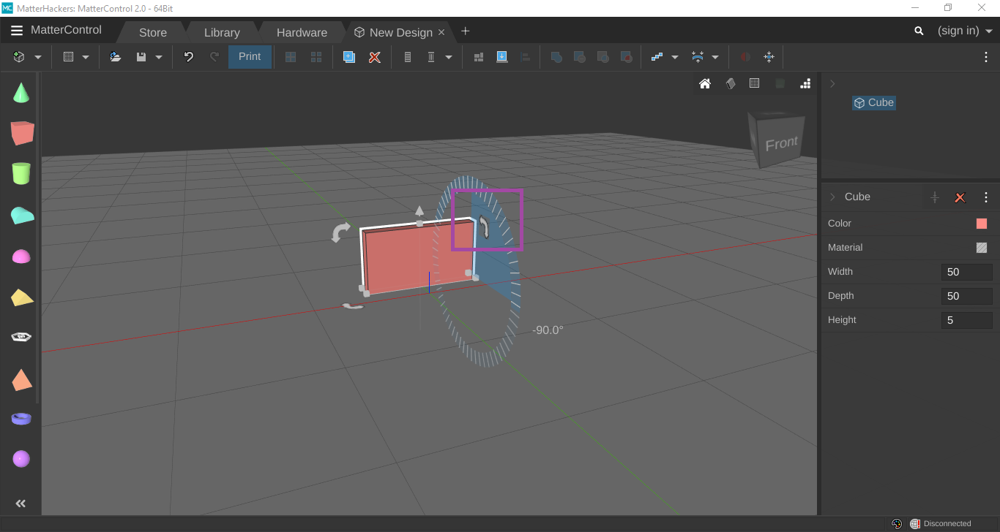 MatterHackers: MatterControl 2.0 - 64Bit
MatterControl
Store
Library
Hardware
New Design
(sign in)
Print
Cube
Front
Cube
Color
Material
Width
50
Depth
50
Height
5
-90.0°
Disconnected